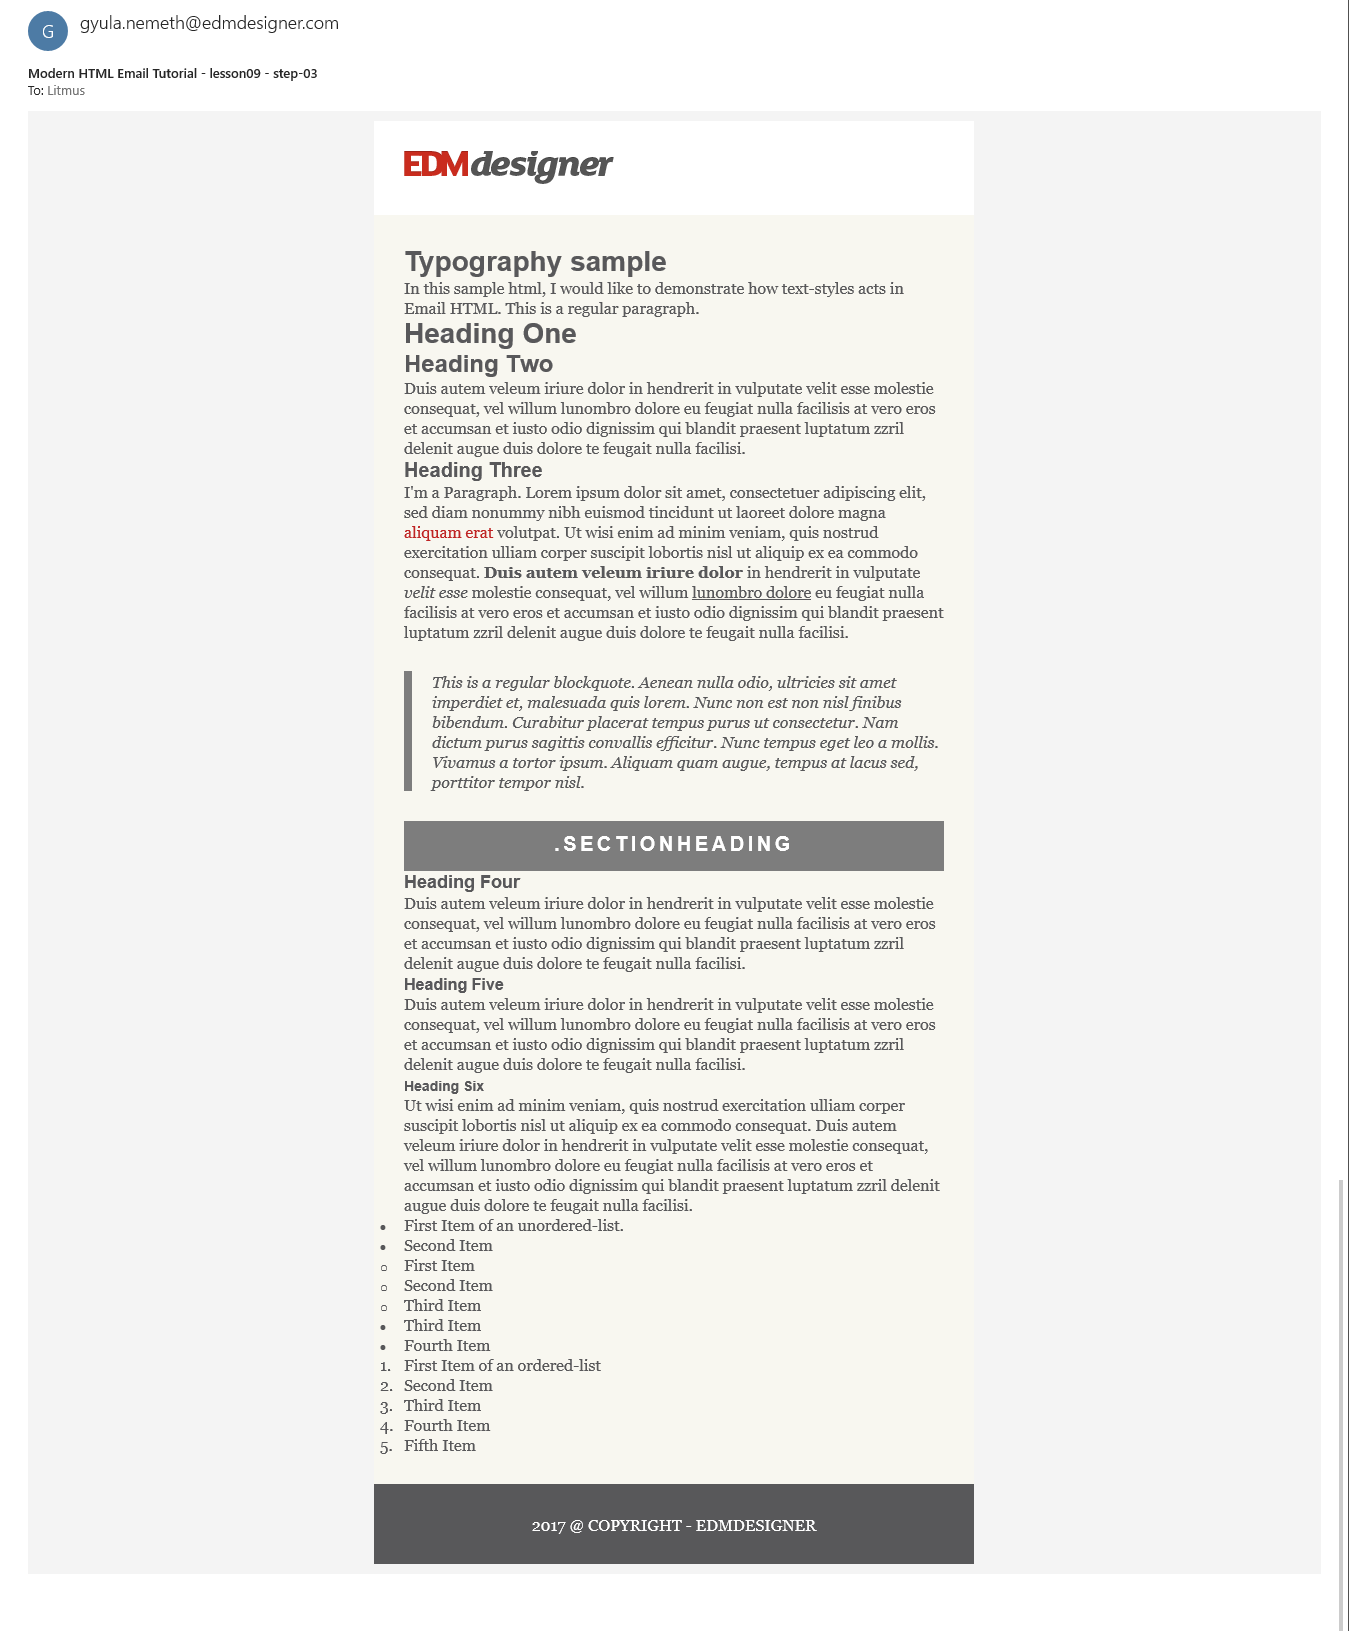 G
gyula.nemeth@edmdesigner.com
Modern HTML Email Tutorial - lesson09 - step-03
To: Litmus
EDMdesigner
Typography sample
In this sample html, I would like to demonstrate how text-styles acts in
Email HTML. This is a regular paragraph.
Heading One
Heading Two
Duis autem veleum iriure dolor in hendrerit in vulputate velit esse molestie
consequat, vel willum lunombro dolore eu feugiat nulla facilisis at vero eros
et accumsan et iusto odio dignissim qui blandit praesent luptatum zzril
delenit augue duis dolore te feugait nulla facilisi.
Heading Three
I'm a Paragraph. Lorem ipsum dolor sit amet, consectetuer adipiscing elit,
sed diam nonummy nibh euismod tincidunt ut laoreet dolore magna
aliquam erat volutpat. Ut wisi enim ad minim veniam, quis nostrud
exercitation ulliam corper suscipit lobortis nisl ut aliquip ex ea commodo
consequat. Duis autem veleum iriure dolor in hendrerit in vulputate
velit esse molestie consequat, vel willum lunombro dolore eu feugiat nulla
facilisis at vero eros et accumsan et iusto odio dignissim qui blandit praesent
luptatum zzril delenit augue duis dolore te feugait nulla facilisi.
This is a regular blockquote. Aenean nulla odio, ultricies sit amet
imperdiet et, malesuada quis lorem. Nunc non est non nisl finibus
bibendum. Curabitur placerat tempus purus ut consectetur. Nam
dictum purus sagittis convallis efficitur. Nunc tempus eget leo a mollis.
Vivamus a tortor ipsum. Aliquam quam augue, tempus at lacus sed,
porttitor tempor nisl.
.SECTIONHEADING
Heading Four
Duis autem veleum iriure dolor in hendrerit in vulputate velit esse molestie
consequat, vel willum lunombro dolore eu feugiat nulla facilisis at vero eros
et accumsan et iusto odio dignissim qui blandit praesent luptatum zzril
delenit augue duis dolore te feugait nulla facilisi.
Heading Five
Duis autem veleum iriure dolor in hendrerit in vulputate velit esse molestie
consequat, vel willum lunombro dolore eu feugiat nulla facilisis at vero eros
et accumsan et iusto odio dignissim qui blandit praesent luptatum zzril
delenit augue duis dolore te feugait nulla facilisi.
Heading Six
Ut wisi enim ad minim veniam, quis nostrud exercitation ulliam corper
suscipit lobortis nisl ut aliquip ex ea commodo consequat. Duis autem
veleum iriure dolor in hendrerit in vulputate velit esse molestie consequat,
vel willum lunombro dolore eu feugiat nulla facilisis at vero eros et
accumsan et iusto odio dignissim qui blandit praesent luptatum zzril delenit
augue duis dolore te feugait nulla facilisi.
• First Item of an unordered-list.
• Second Item
○ First Item
○ Second Item
○ Third Item
• Third Item
• Fourth Item
1. First Item of an ordered-list
2. Second Item
3. Third Item
4. Fourth Item
5. Fifth Item
2017 @ COPYRIGHT - EDMDESIGNER